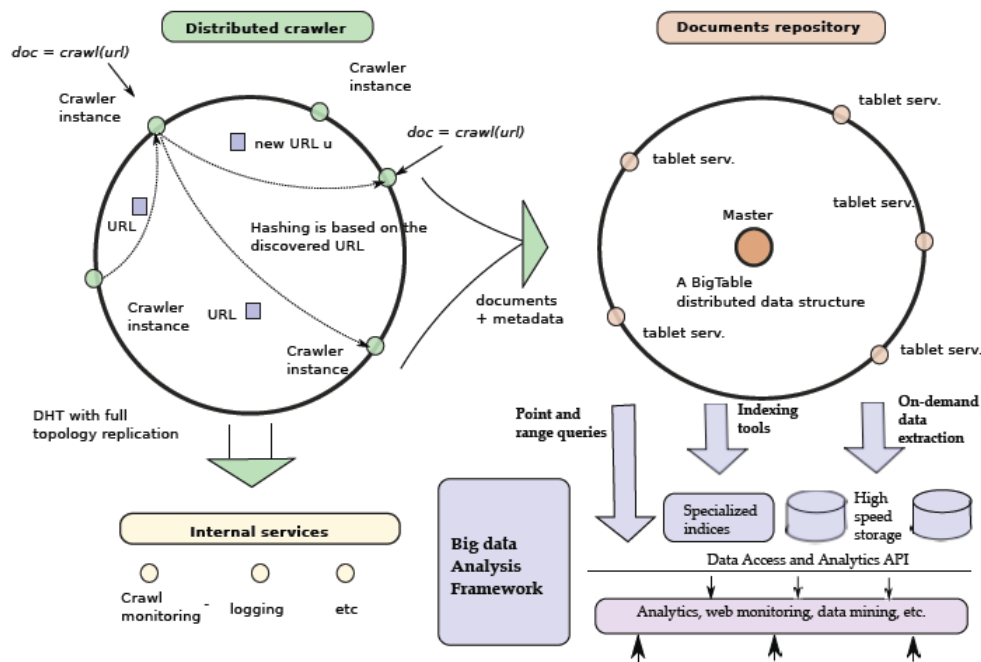 Distributed crawler
Documents repository
doc = crawl(url)
Crawler
instance
Crawler
instance
doc = crawl(url)
new URL u
URL
Hashing is based on the
discovered URL
URL
Crawler
instance
Crawler
instance
DHT with full
topology replication
documents
+ metadata
tablet serv.
tablet serv.
tablet serv.
Master
A BigTable
distributed data structure
tablet serv.
tablet serv.
Point and
range queries
Indexing
tools
On-demand
data
extraction
Internal services
Crawl
monitoring
-
logging
etc
Big data
Analysis
Framework
Specialized
indices
High
speed
storage
Data Access and Analytics API
Analytics, web monitoring, data mining, etc.